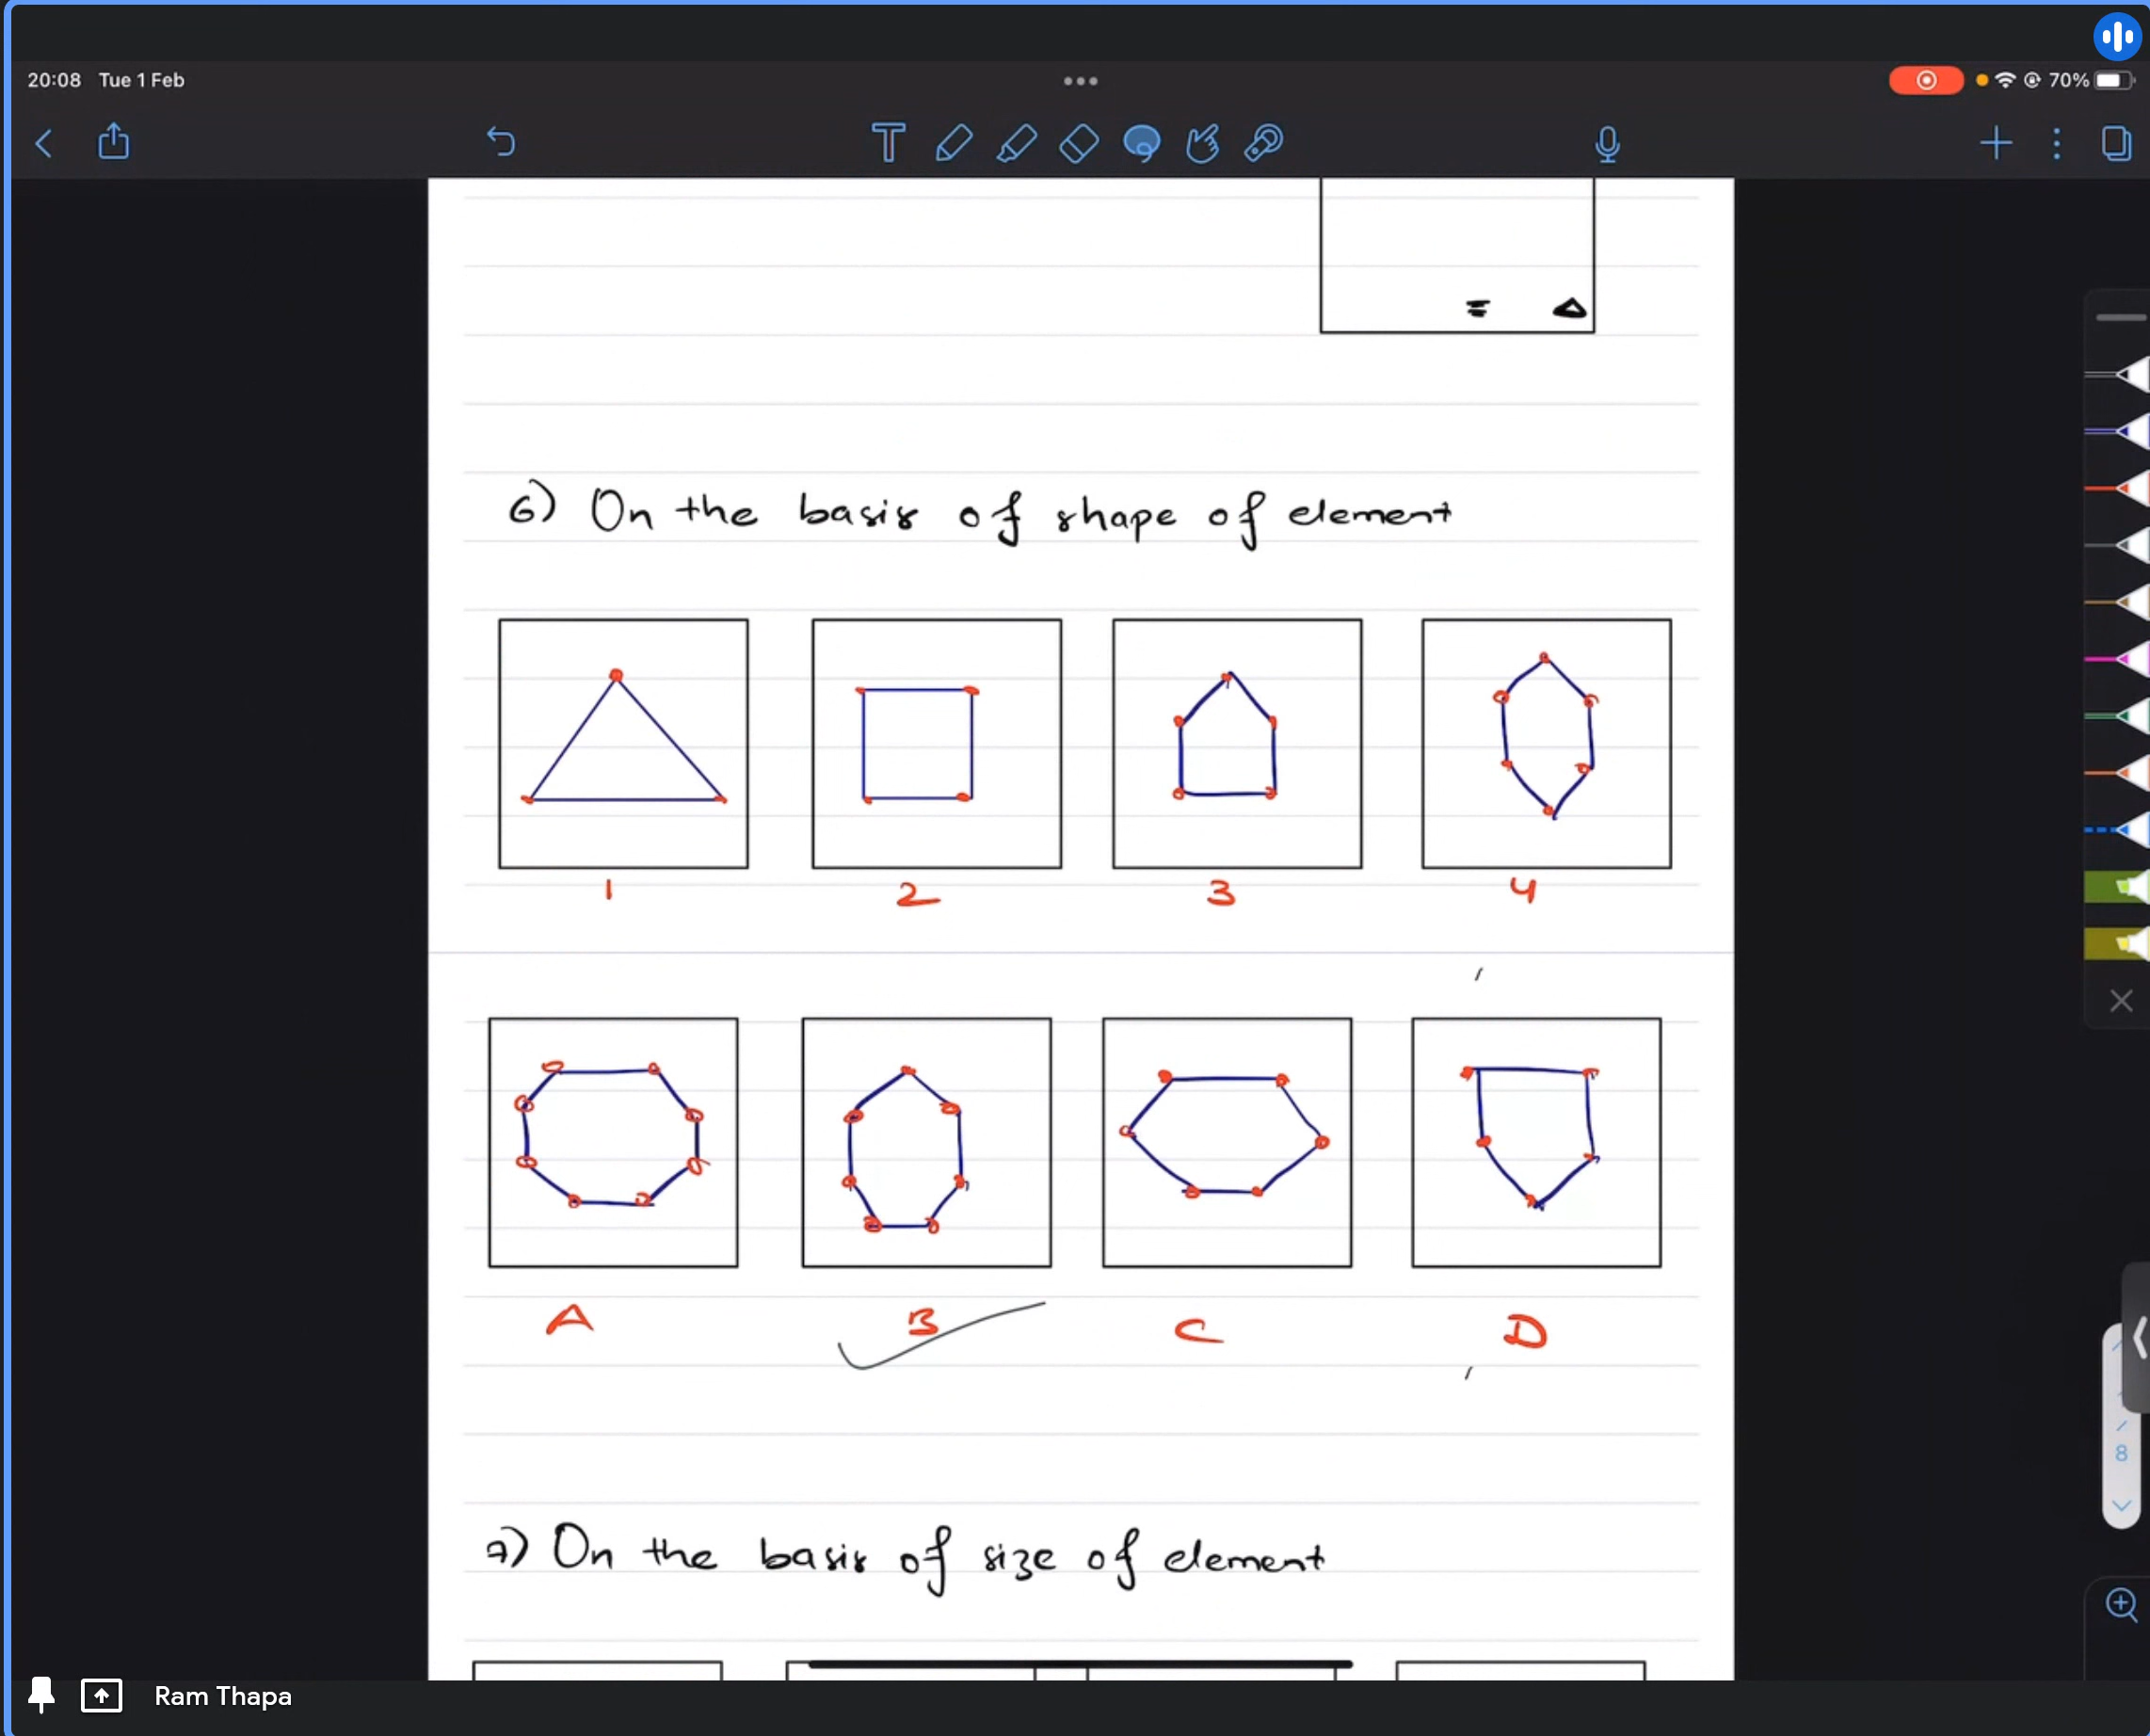 20:08 Tue 1 Feb
70%
T
= Δ
6) On the basis of shape of element
1 2 3 4
A B C D
7) On the basis of size of element
8
Ram Thapa